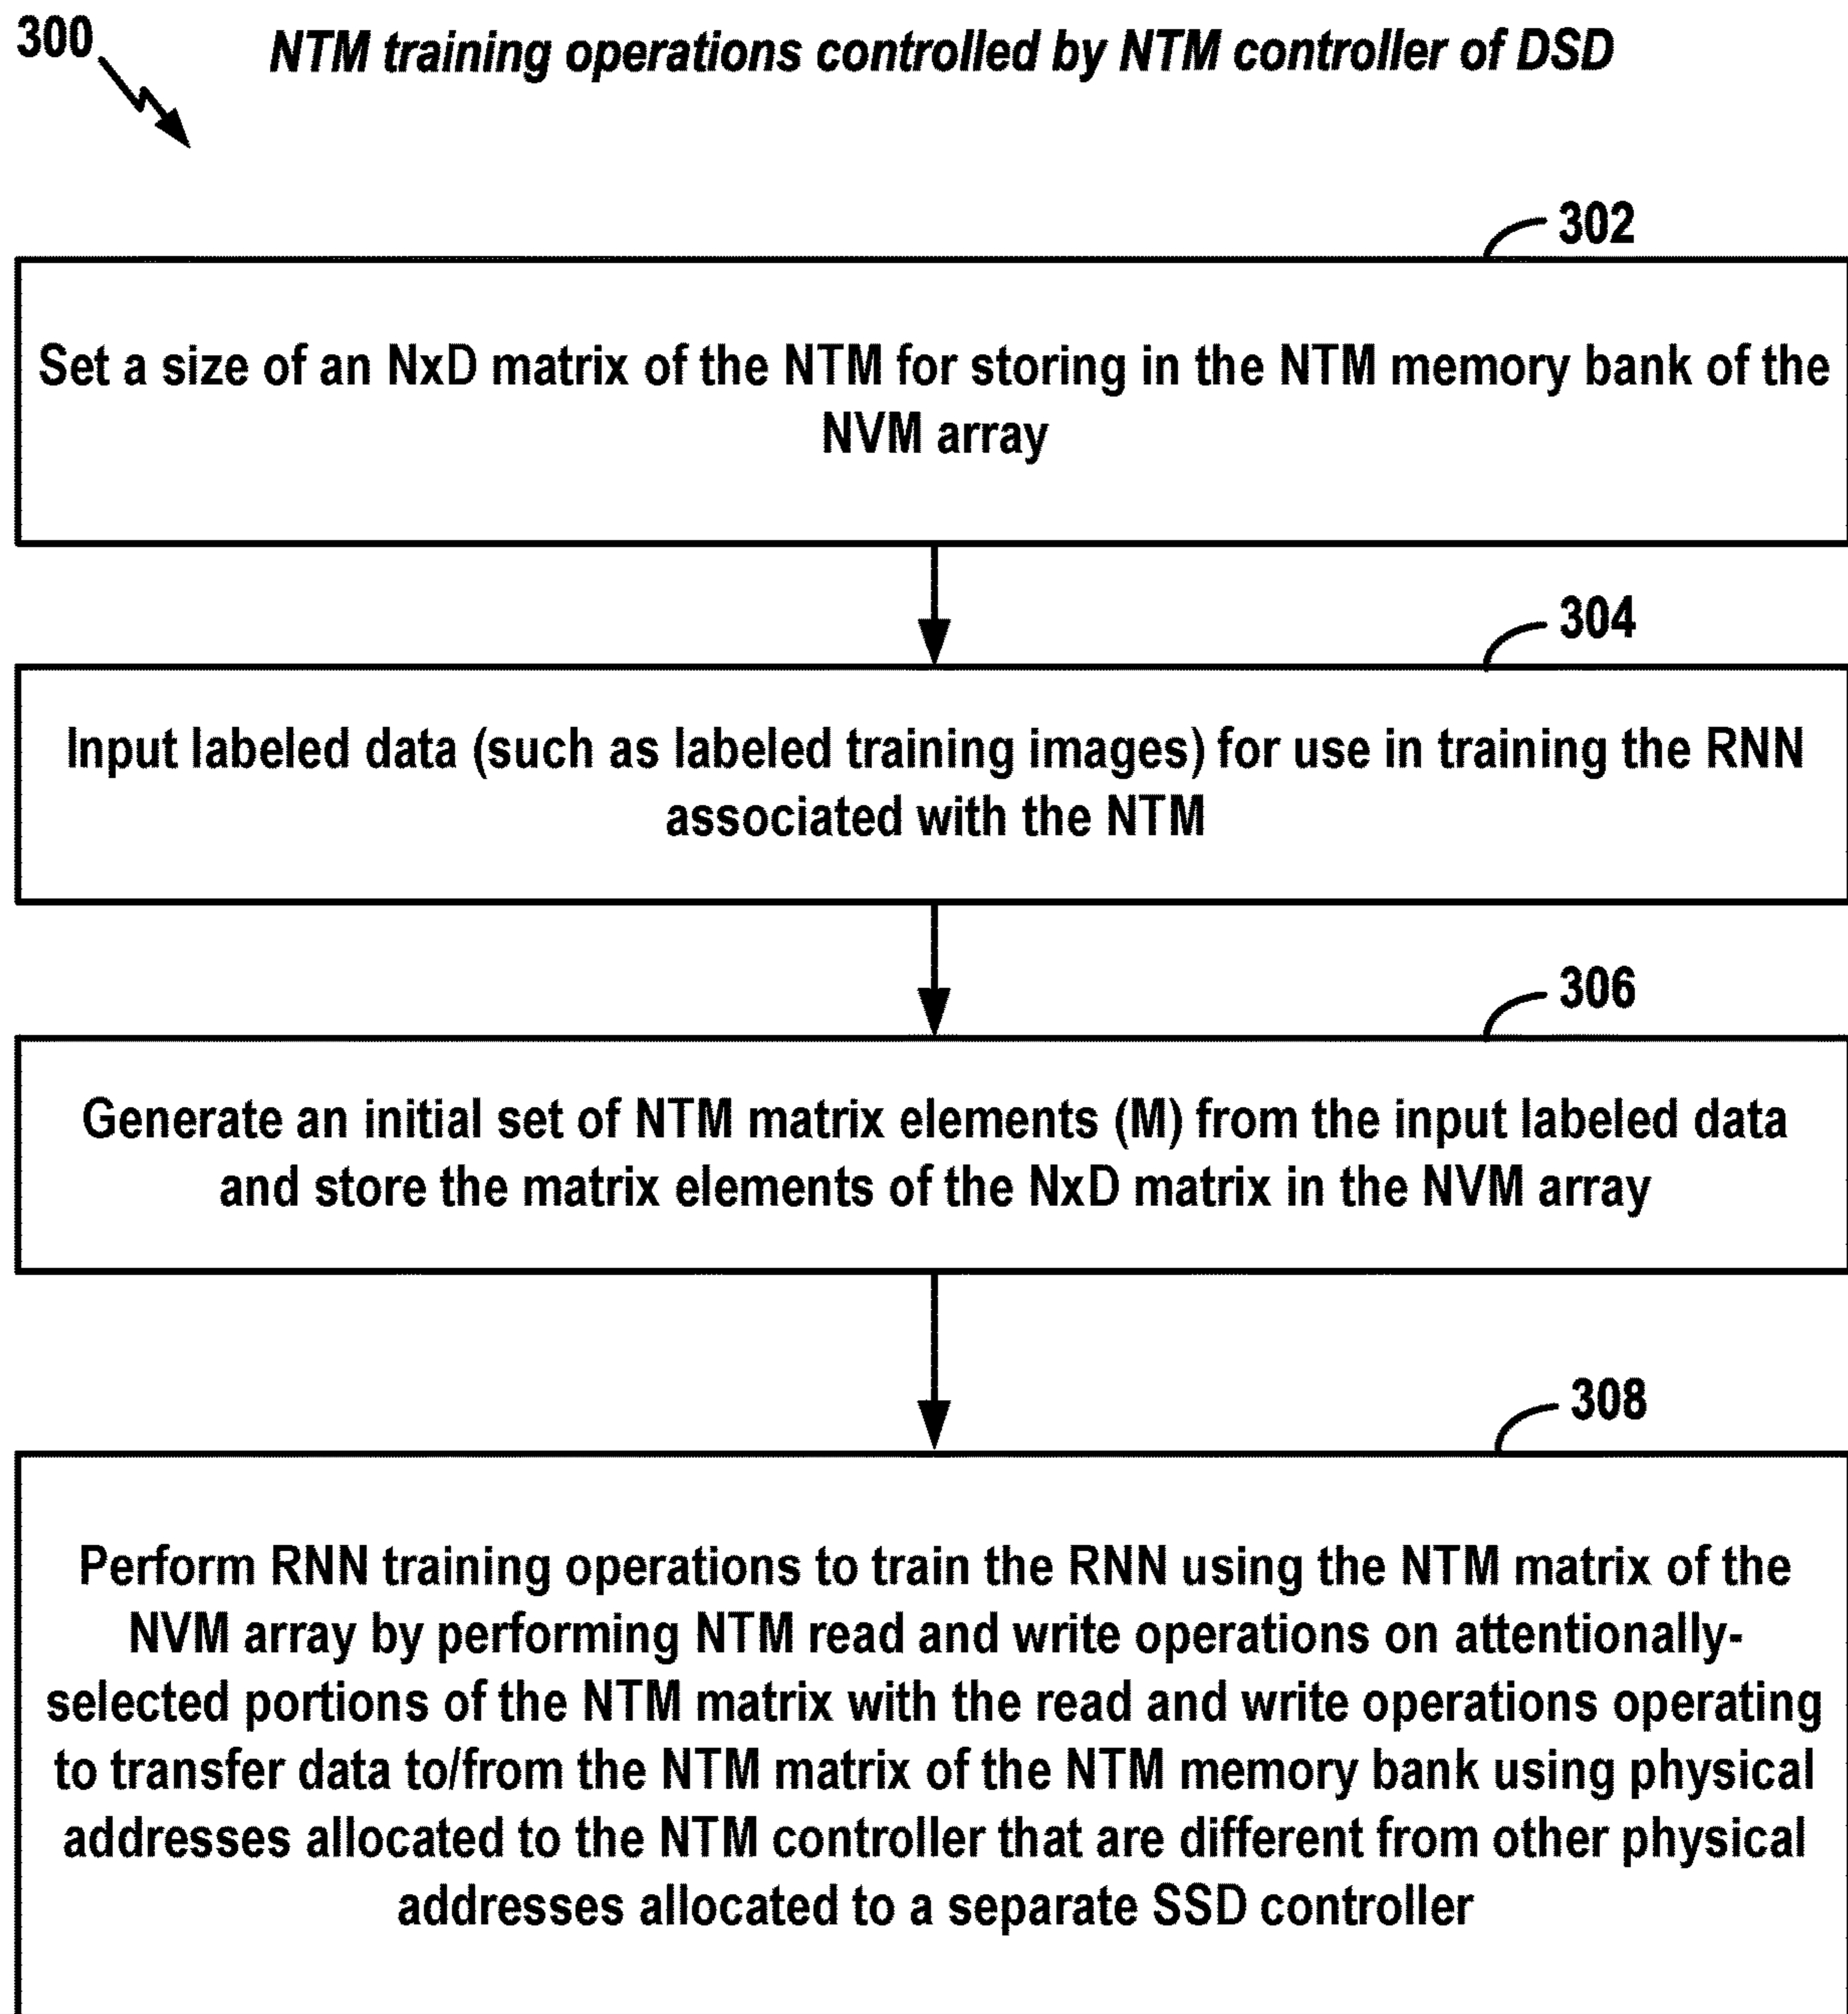 300
NTM training operations controlled by NTM controller of DSD
302
Set a size of an NxD matrix of the NTM for storing in the NTM memory bank of the
NVM array
304
Input labeled data (such as labeled training images) for use in training the RNN
associated with the NTM
306
Generate an initial set of NTM matrix elements (M) from the input labeled data
and store the matrix elements of the NxD matrix in the NVM array
308
Perform RNN training operations to train the RNN using the NTM matrix of the
NVM array by performing NTM read and write operations on attentionally-
selected portions of the NTM matrix with the read and write operations operating
to transfer data to/from the NTM matrix of the NTM memory bank using physical
addresses allocated to the NTM controller that are different from other physical
addresses allocated to a separate SSD controller